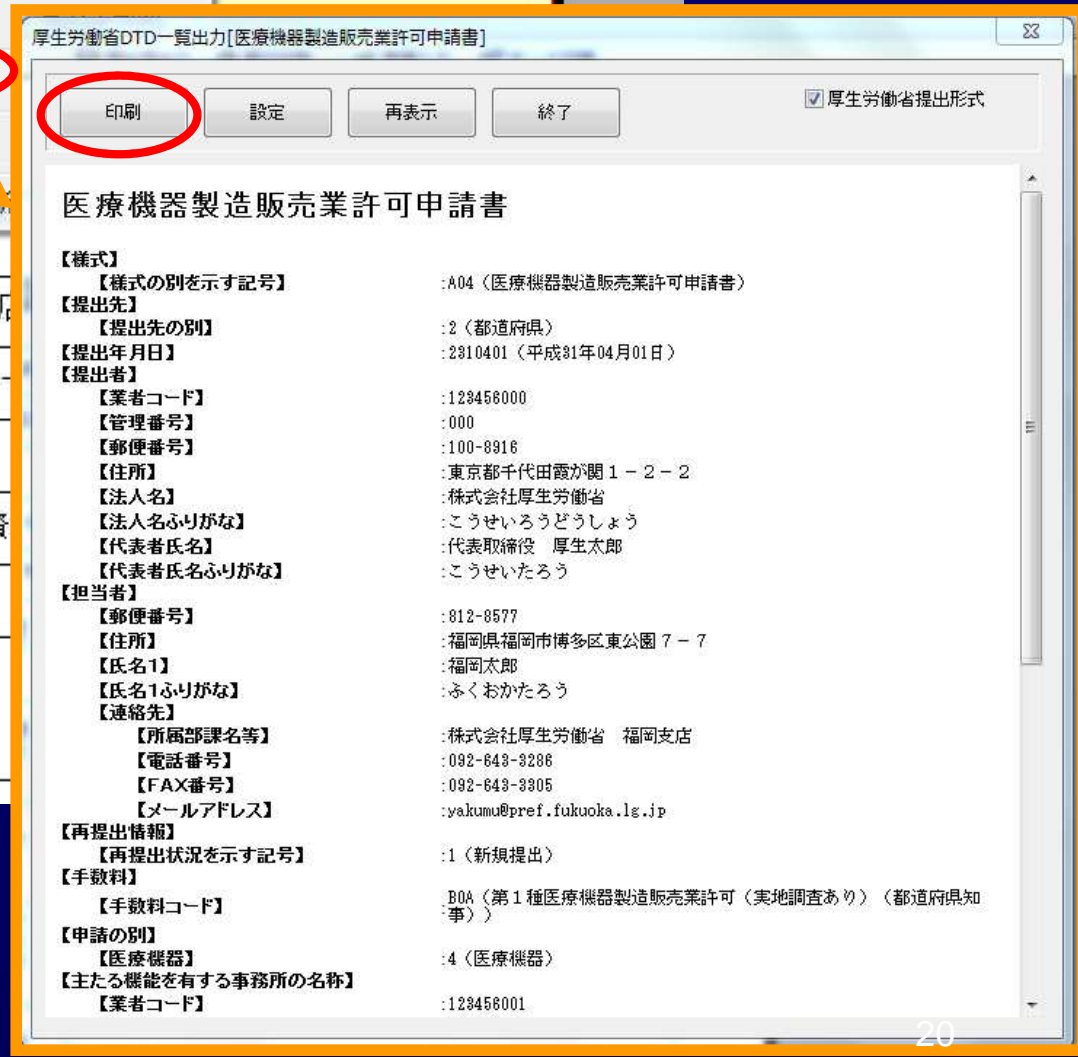 厚生労働省DTD一覧出力[医療機器製造販売業許可申請書]
印刷 設定 再表示 終了 厚生労働省提出形式
医療機器製造販売業許可申請書
【様式】
【様式の別を示す記号】 :A04（医療機器製造販売業許可申請書）
【提出先】
【提出先の別】 :2（都道府県）
【提出年月日】 :2310401（平成31年04月01日）
【提出者】
【業者コード】 :123456000
【管理番号】 :000
【郵便番号】 :100-8916
【住所】 :東京都千代田霞が関１－２－２
【法人名】 :株式会社厚生労働省
【法人名ふりがな】 :こうせいろうどうしょう
【代表者氏名】 :代表取締役　厚生太郎
【代表者氏名ふりがな】 :こうせいたろう
【担当者】
【郵便番号】 :812-8577
【住所】 :福岡県福岡市博多区東公園７－７
【氏名1】 :福岡太郎
【氏名1ふりがな】 :ふくおかたろう
【連絡先】
【所属部課名等】 :株式会社厚生労働省　福岡支店
【電話番号】 :092-643-3286
【FAX番号】 :092-643-3305
【メールアドレス】 :yakumu@pref.fukuoka.lg.jp
【再提出情報】
【再提出状況を示す記号】 :1（新規提出）
【手数料】
【手数料コード】 :B0A（第１種医療機器製造販売業許可（実地調査あり）（都道府県知
事））
【申請の別】
【医療機器】 :4（医療機器）
【主たる機能を有する事務所の名称】
【業者コード】 :123456001
20